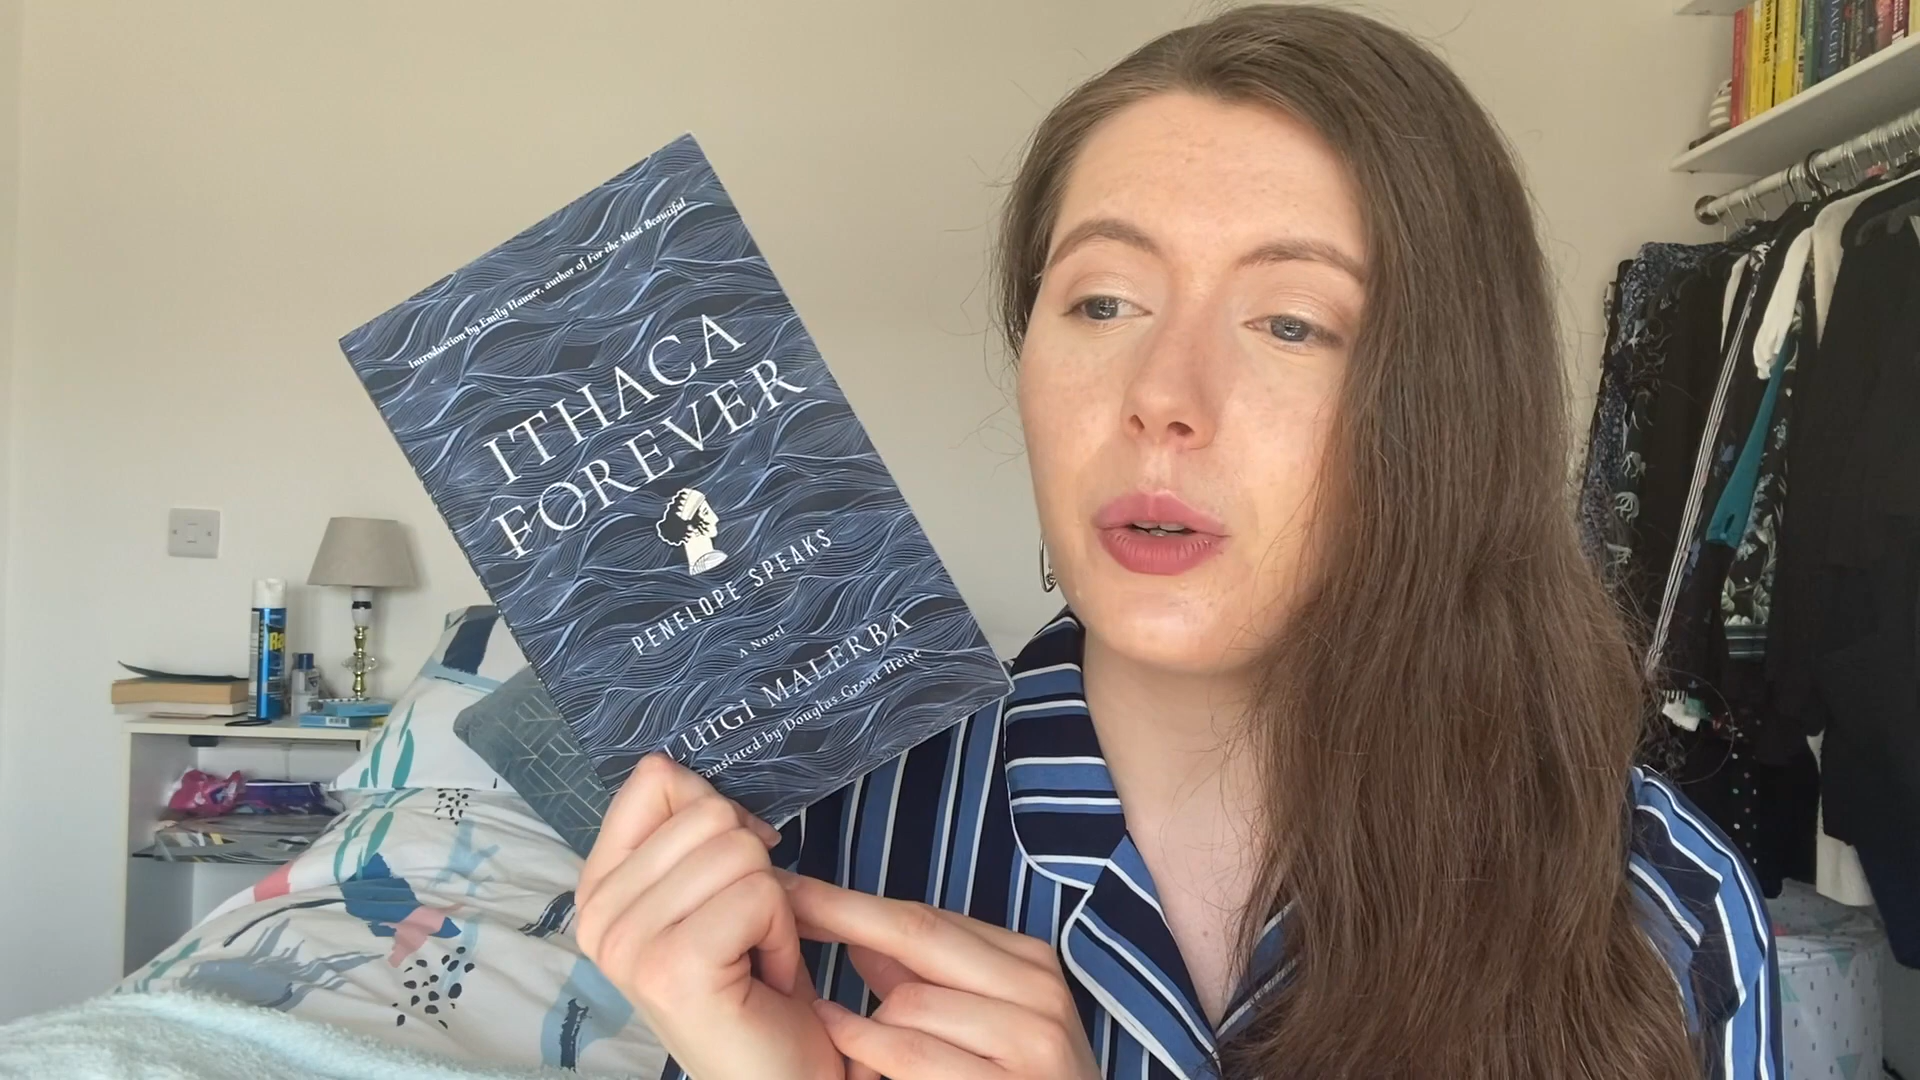 Introduction by Emily Hauser, author of For the Most Beautiful
ITHACA
FOREVER
PENELOPE SPEAKS
A Novel
LUIGI MALERBA
Translated by Douglas Grant Heise